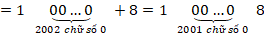 = 1 00 … 0 + 8 = 1 00 … 0 8
2002 chữ số 0 2001 chữ số 0